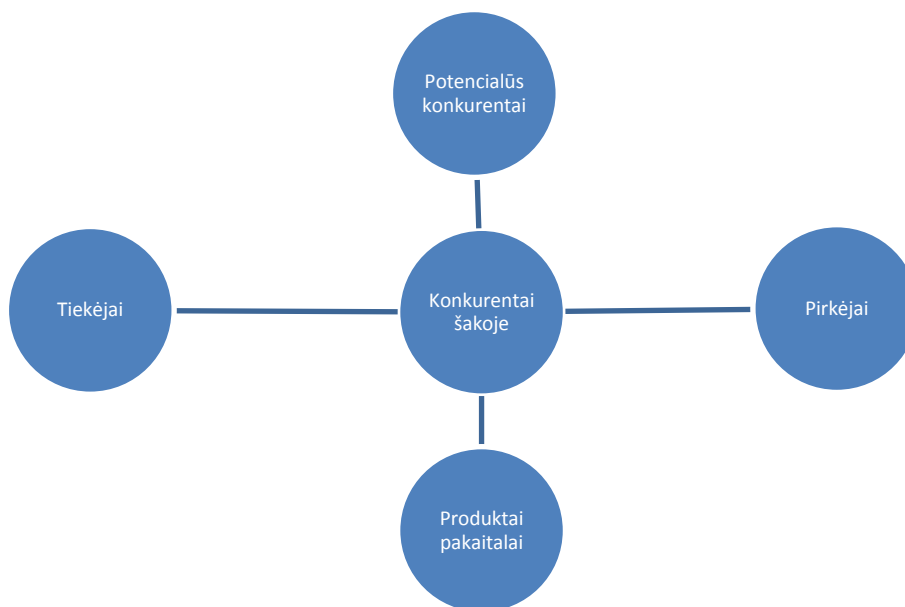 Potencialūs
konkurentai
Tiekėjai
Konkurentai
šakoje
Pirkėjai
Produktai
pakaitalai